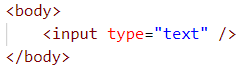 <body>
    <input type="text" />
</body>